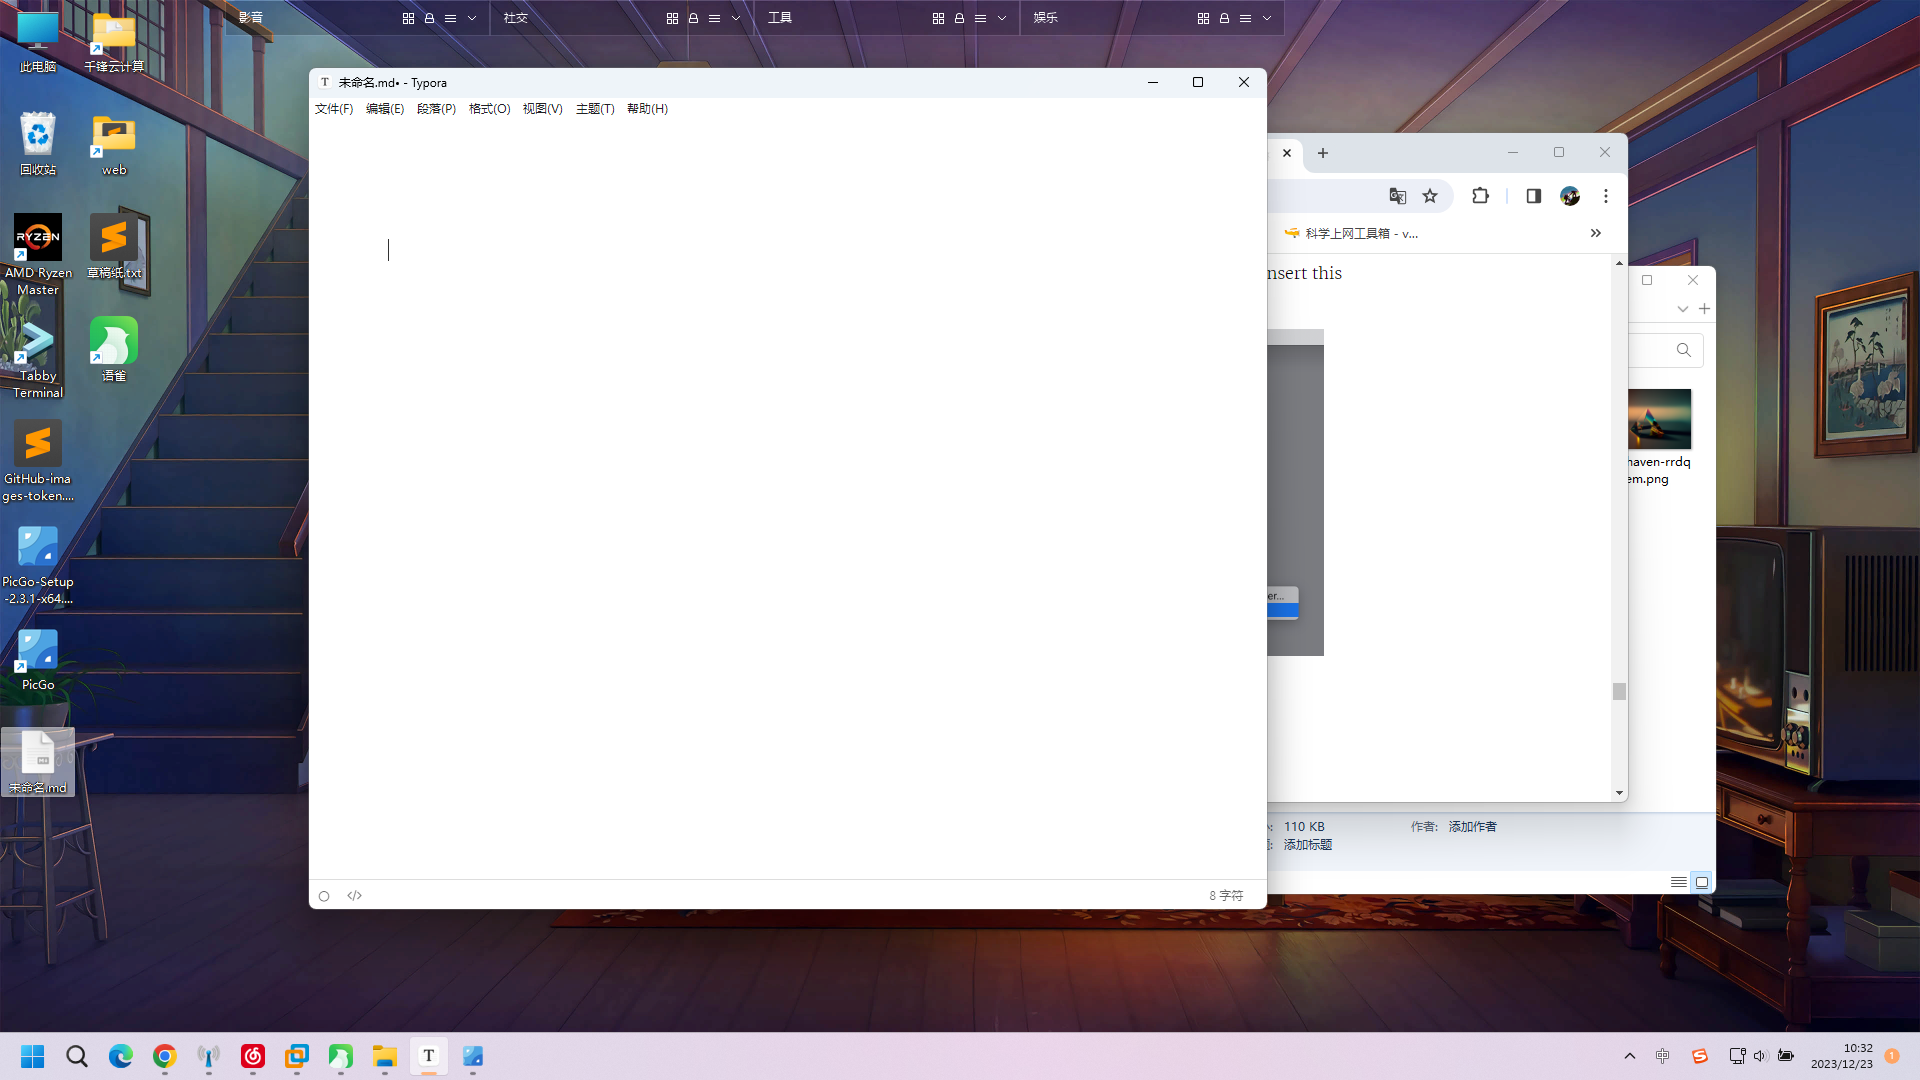 影音
社交
工具
娱乐
此电脑
千锋云计算
回收站
web
RYZEN
AMD Ryzen
Master
草稿纸.txt
Tabby
Terminal
语雀
GitHub-ima
ges-token....
PicGo-Setup
-2.3.1-x64....
PicGo
未命名.md
T 未命名.md• - Typora
文件(F) 编辑(E) 段落(P) 格式(O) 视图(V) 主题(T) 帮助(H)
8 字符
科学上网工具箱 - v...
nsert this
er...
haven-rrdq
em.png
110 KB
作者: 添加作者
添加标题
T
中
10:32
2023/12/23
1